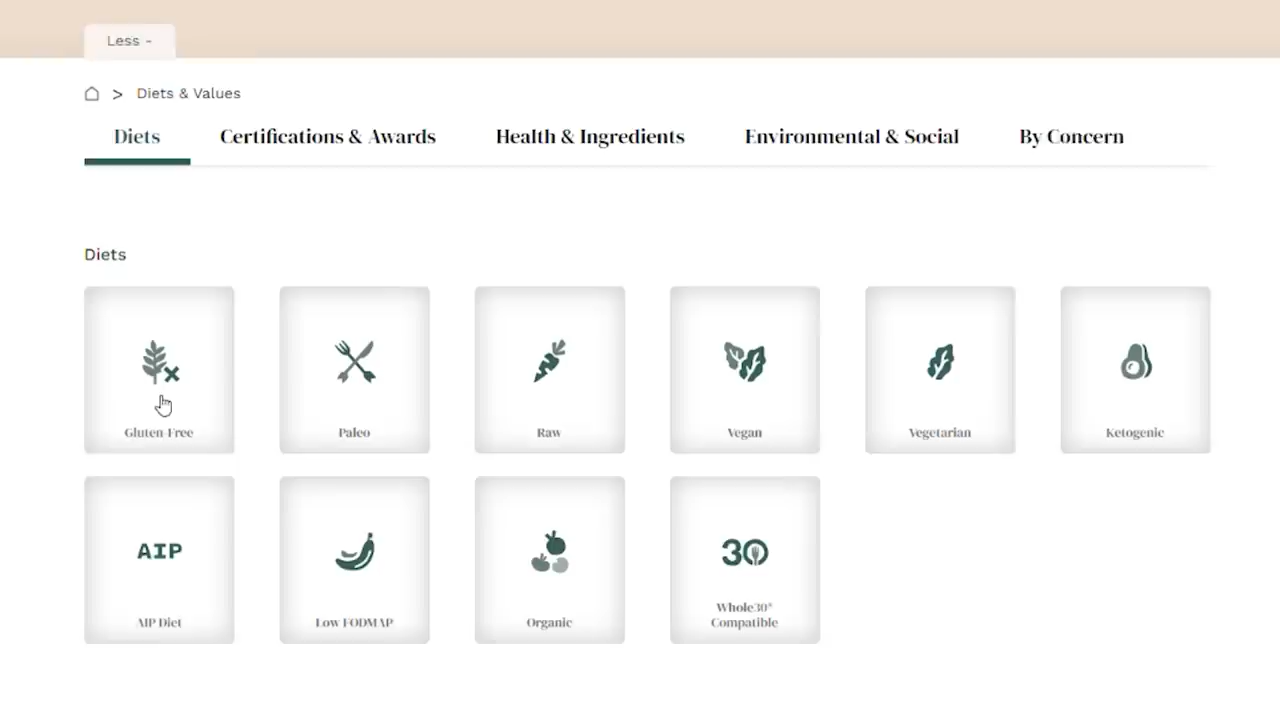 Less -
> Diets & Values
Diets
Certifications & Awards
Health & Ingredients
Environmental & Social
By Concern
Diets
Gluten-Free
Paleo
Raw
Vegan
Vegetarian
Ketogenic
AIP
AIP Diet
Low FODMAP
Organic
30
Whole30®
Compatible